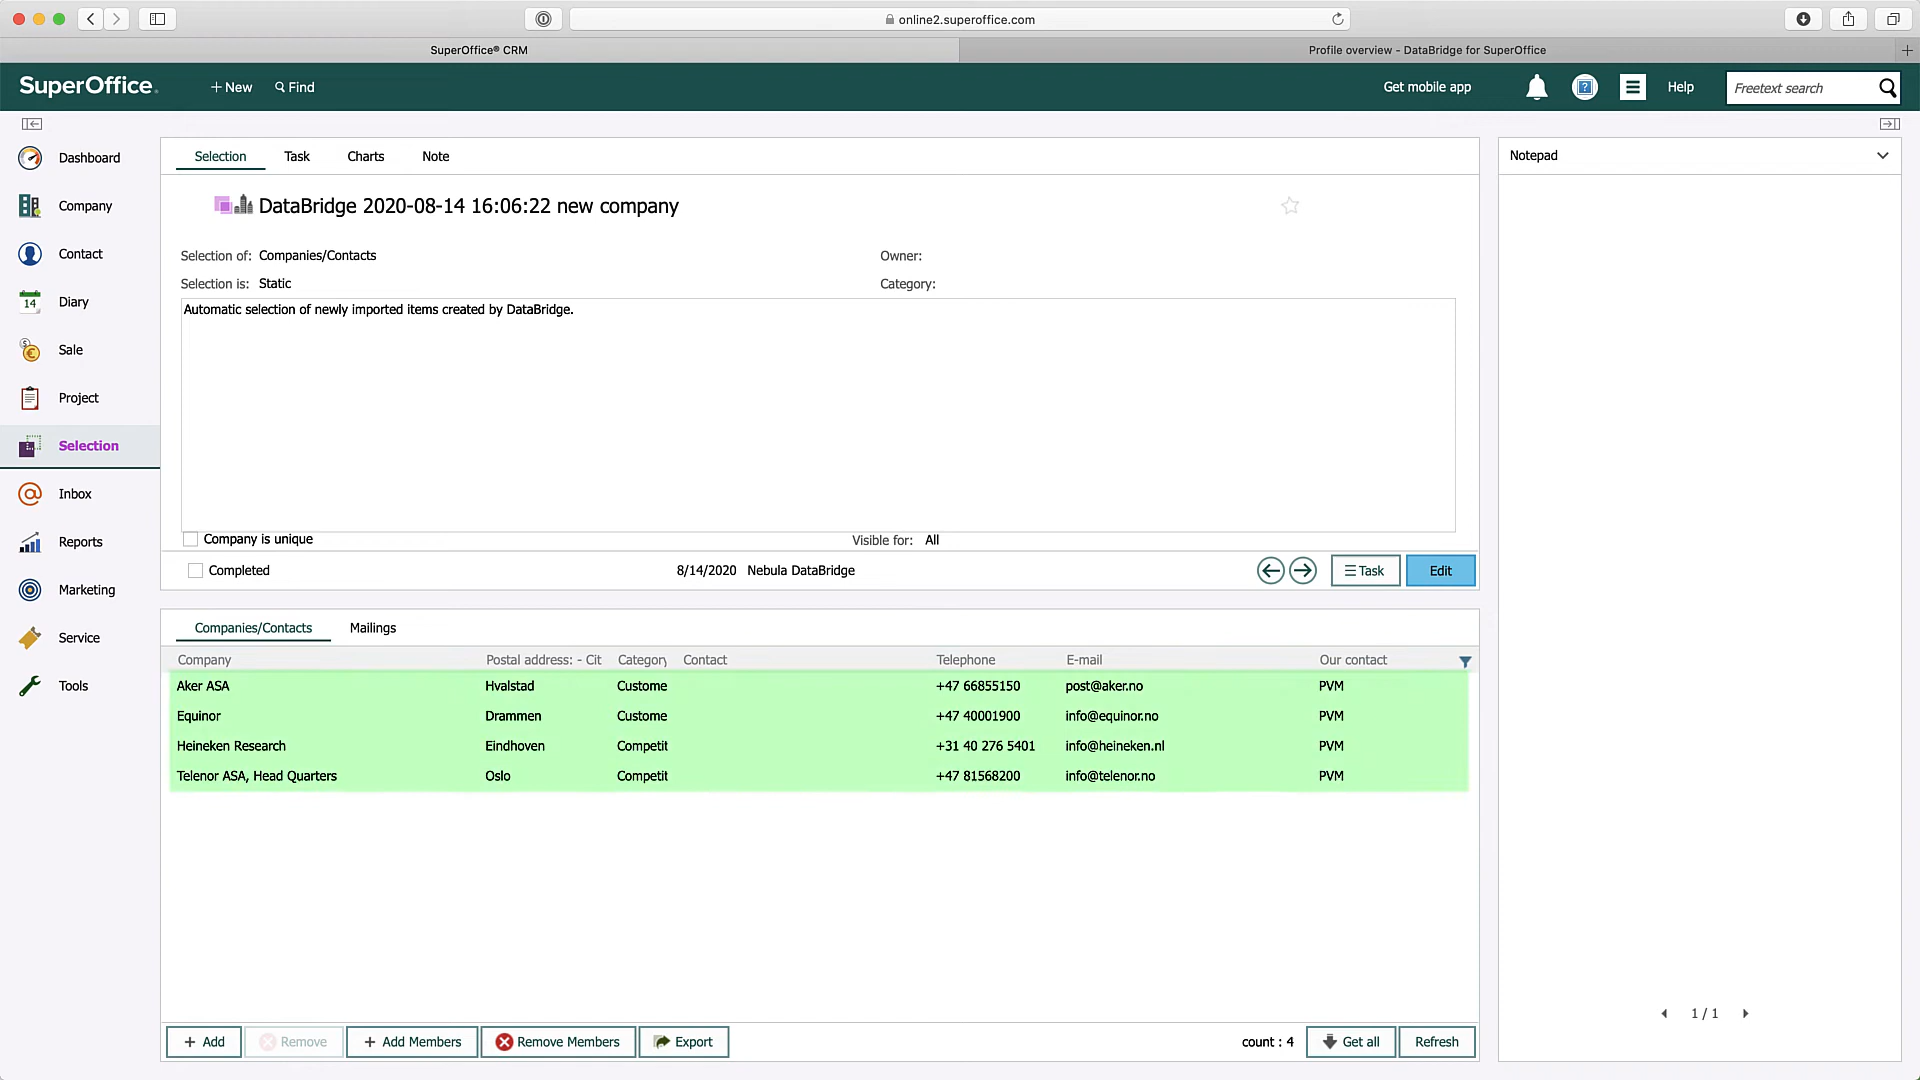 online2.superoffice.com
SuperOffice® CRM
Profile overview - DataBridge for SuperOffice
SuperOffice.
New
Find
Get mobile app
Help
Freetext search
Dashboard
Company
Contact
14
Diary
Sale
Project
Selection
Inbox
Reports
Marketing
Service
Tools
Selection Task Charts Note
DataBridge 2020-08-14 16:06:22 new company
Selection of: Companies/Contacts
Owner:
Selection is: Static
Category:
Automatic selection of newly imported items created by DataBridge.
Company is unique
Visible for: All
Completed
8/14/2020 Nebula DataBridge
Task
Edit
Companies/Contacts Mailings
Company Postal address: - Cit Category Contact Telephone E-mail Our contact
Aker ASA Hvalstad Custome +47 66855150 post@aker.no PVM
Equinor Drammen Custome +47 40001900 info@equinor.no PVM
Heineken Research Eindhoven Competit +31 40 276 5401 info@heineken.nl PVM
Telenor ASA, Head Quarters Oslo Competit +47 81568200 info@telenor.no PVM
+ Add
Remove
+ Add Members
Remove Members
Export
count : 4
Get all
Refresh
Notepad
1 / 1